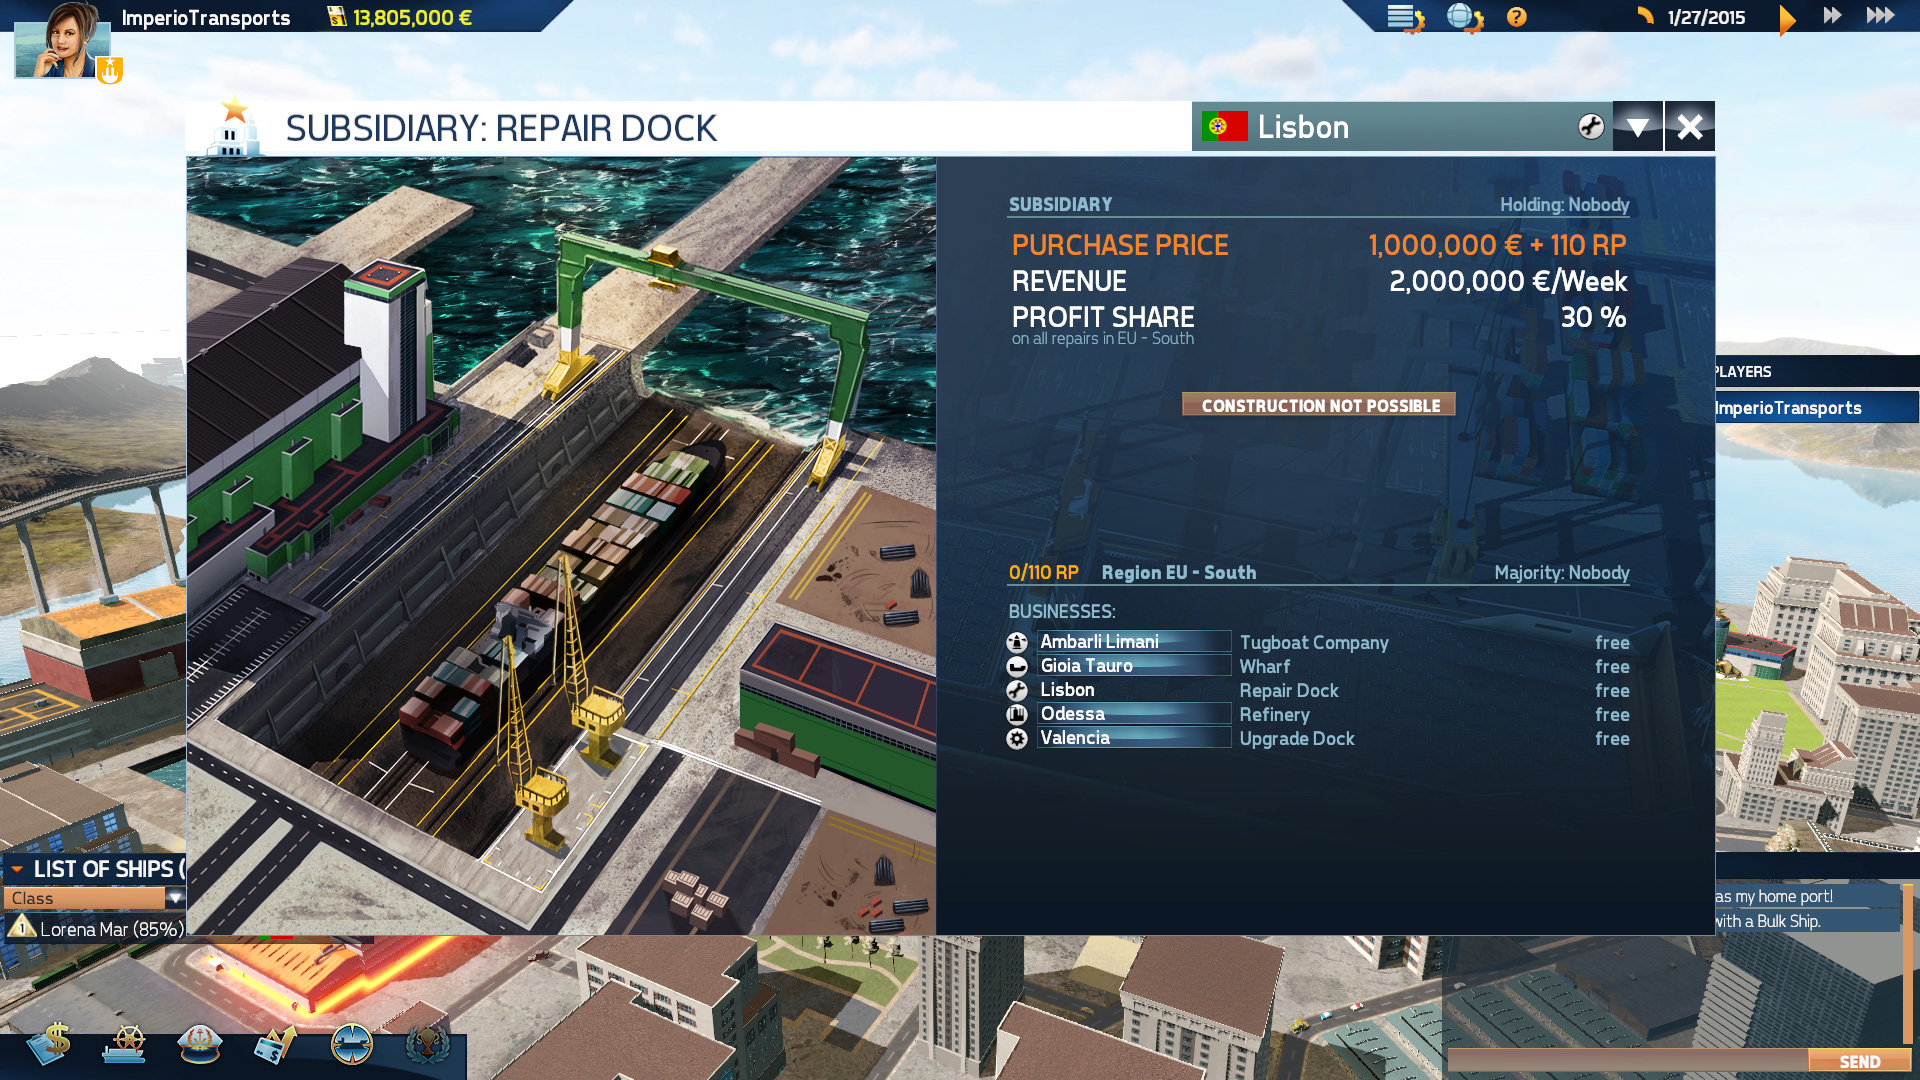 ImperioTransports
13,805,000 €
1/27/2015
SUBSIDIARY: REPAIR DOCK
Lisbon
SUBSIDIARY
Holding: Nobody
PURCHASE PRICE
1,000,000 € + 110 RP
REVENUE
2,000,000 €/Week
PROFIT SHARE
30 %
on all repairs in EU - South
CONSTRUCTION NOT POSSIBLE
0/110 RP
Region EU - South
Majority: Nobody
BUSINESSES:
Ambarli Limani Tugboat Company free
Gioia Tauro Wharf free
Lisbon Repair Dock free
Odessa Refinery free
Valencia Upgrade Dock free
PLAYERS
ImperioTransports
LIST OF SHIPS (
Class
1 Lorena Mar (85%)
as my home port!
with a Bulk Ship.
SEND